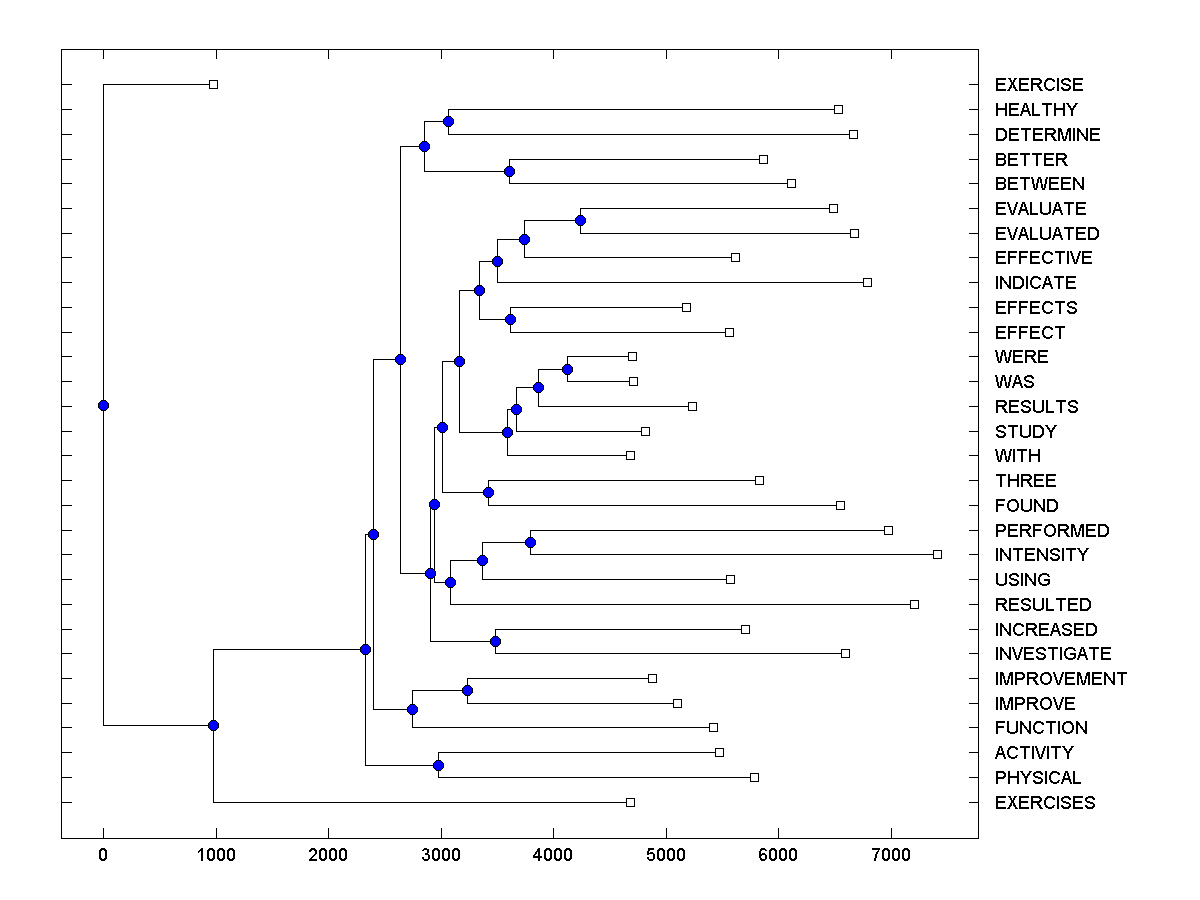 EXERCISE
HEALTHY
DETERMINE
BETTER
BETWEEN
EVALUATE
EVALUATED
EFFECTIVE
INDICATE
EFFECTS
EFFECT
WERE
WAS
RESULTS
STUDY
WITH
THREE
FOUND
PERFORMED
INTENSITY
USING
RESULTED
INCREASED
INVESTIGATE
IMPROVEMENT
IMPROVE
FUNCTION
ACTIVITY
PHYSICAL
EXERCISES
0 1000 2000 3000 4000 5000 6000 7000